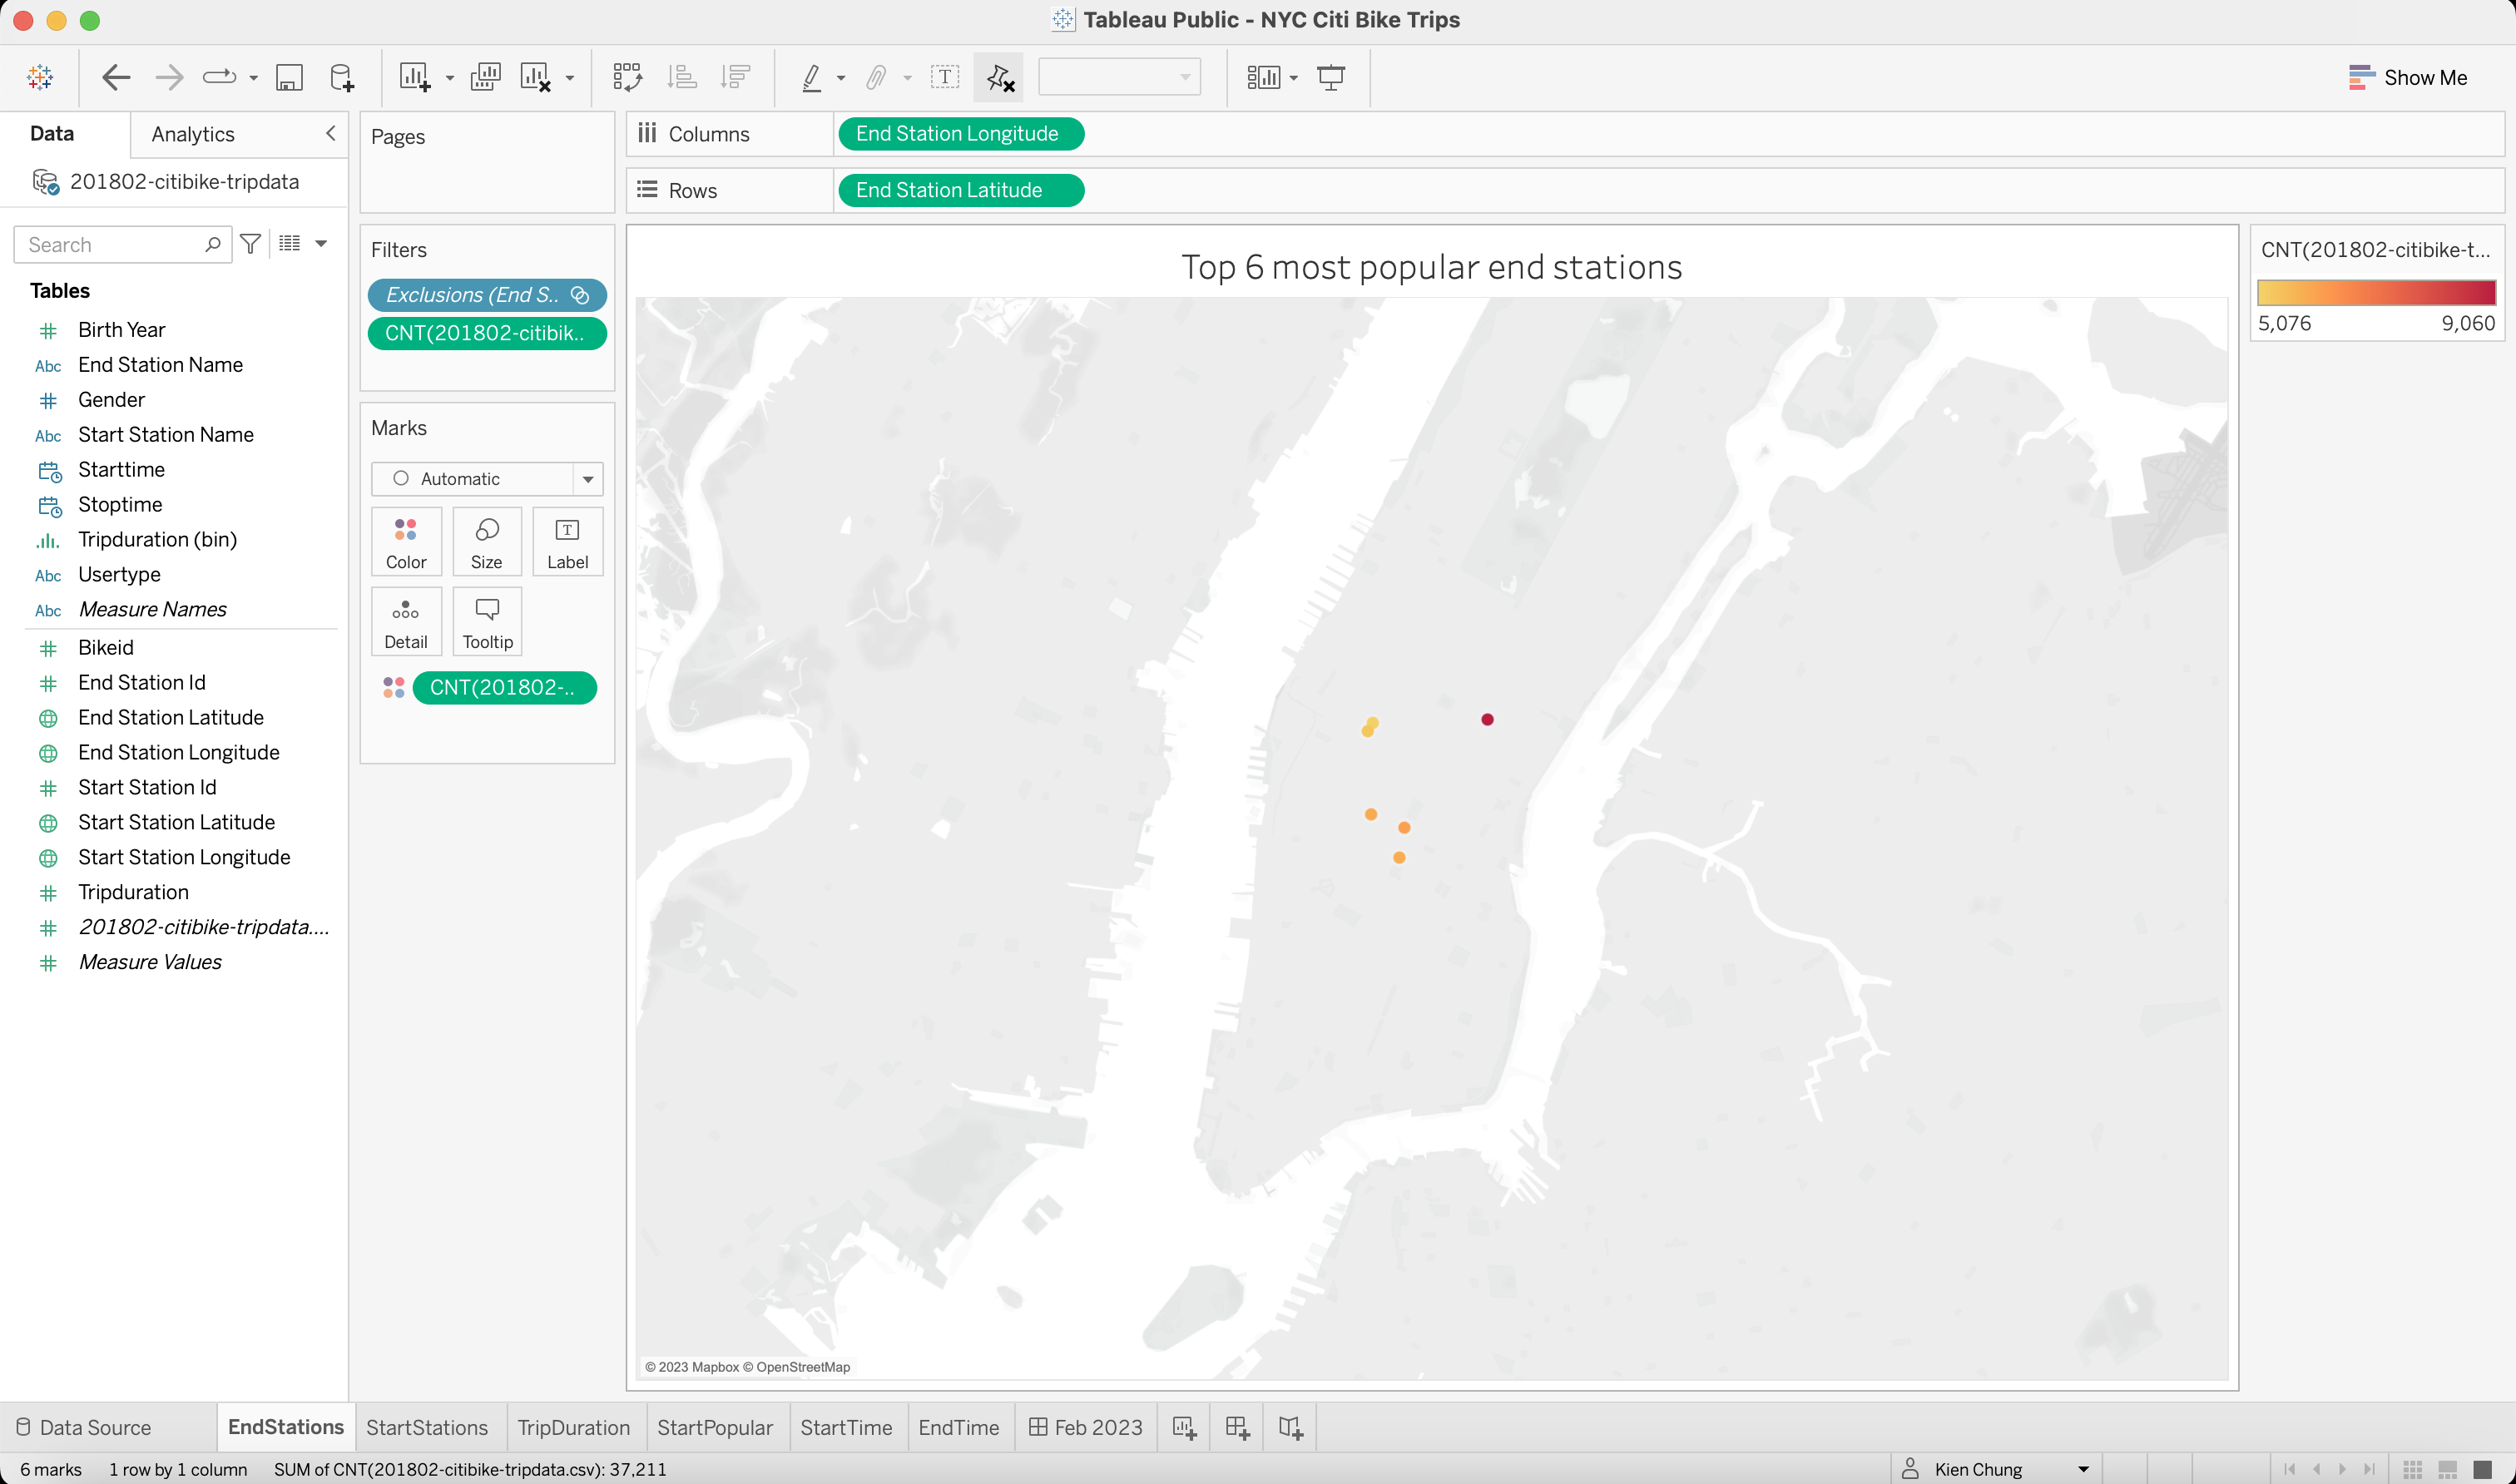 Tableau Public - NYC Citi Bike Trips
Show Me
Data
Analytics
201802-citibike-tripdata
Search
Tables
Birth Year
Abc End Station Name
Gender
Abc Start Station Name
Starttime
Stoptime
Tripduration (bin)
Abc Usertype
Abc Measure Names
Bikeid
End Station Id
End Station Latitude
End Station Longitude
Start Station Id
Start Station Latitude
Start Station Longitude
Tripduration
201802-citibike-tripdata....
Measure Values
Pages
Filters
Exclusions (End S..
CNT(201802-citibik..
Marks
Automatic
Color
Size
T
Label
Detail
Tooltip
CNT(201802-..
Columns
End Station Longitude
Rows
End Station Latitude
Top 6 most popular end stations
© 2023 Mapbox © OpenStreetMap
CNT(201802-citibike-t...
5,076
9,060
Data Source
EndStations
StartStations
TripDuration
StartPopular
StartTime
EndTime
Feb 2023
6 marks
1 row by 1 column
SUM of CNT(201802-citibike-tripdata.csv): 37,211
Kien Chung